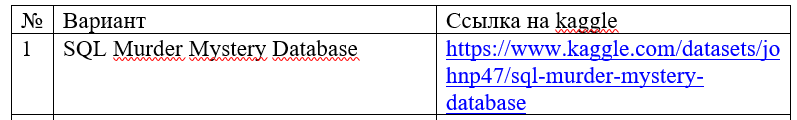 № Вариант Ссылка на kaggle
1 SQL Murder Mystery Database https://www.kaggle.com/datasets/jo
hnp47/sql-murder-mystery-
database